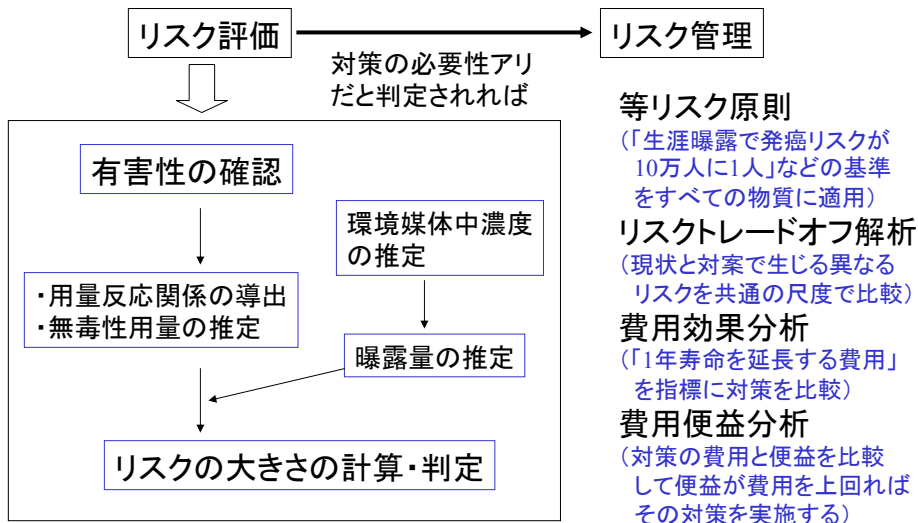 リスク評価
対策の必要性アリ
だと判定されれば
リスク管理
有害性の確認
・用量反応関係の導出
・無毒性用量の推定
環境媒体中濃度
の推定
曝露量の推定
リスクの大きさの計算・判定
等リスク原則
(「生涯曝露で発癌リスクが
10万人に1人」などの基準
をすべての物質に適用)
リスクトレードオフ解析
(現状と対案で生じる異なる
リスクを共通の尺度で比較)
費用効果分析
(「1年寿命を延長する費用」
を指標に対策を比較)
費用便益分析
(対策の費用と便益を比較
して便益が費用を上回れば
その対策を実施する)